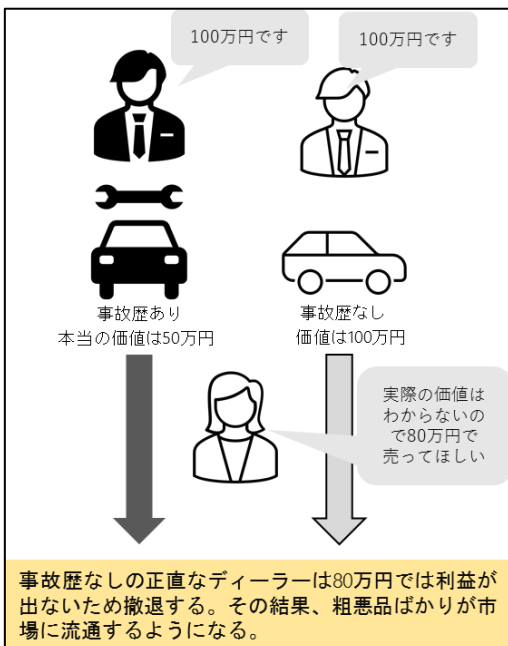 100万円です
100万円です
事故歴あり
本当の価値は50万円
事故歴なし
価値は100万円
実際の価値は
わからないの
で80万円で
売ってほしい
事故歴なしの正直なディーラーは80万円では利益が
出ないため撤退する。その結果、粗悪品ばかりが市
場に流通するようになる。